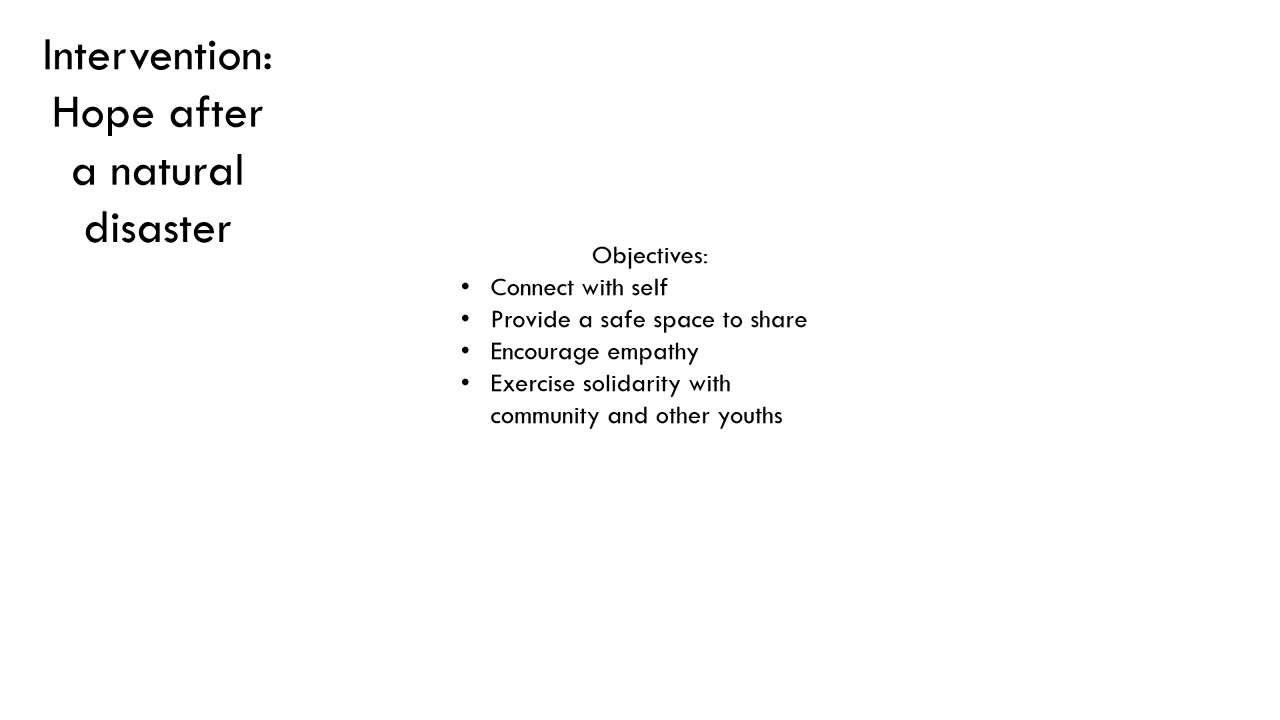 Intervention:
Hope after
a natural
disaster
Objectives:
• Connect with self
• Provide a safe space to share
• Encourage empathy
• Exercise solidarity with
community and other youths